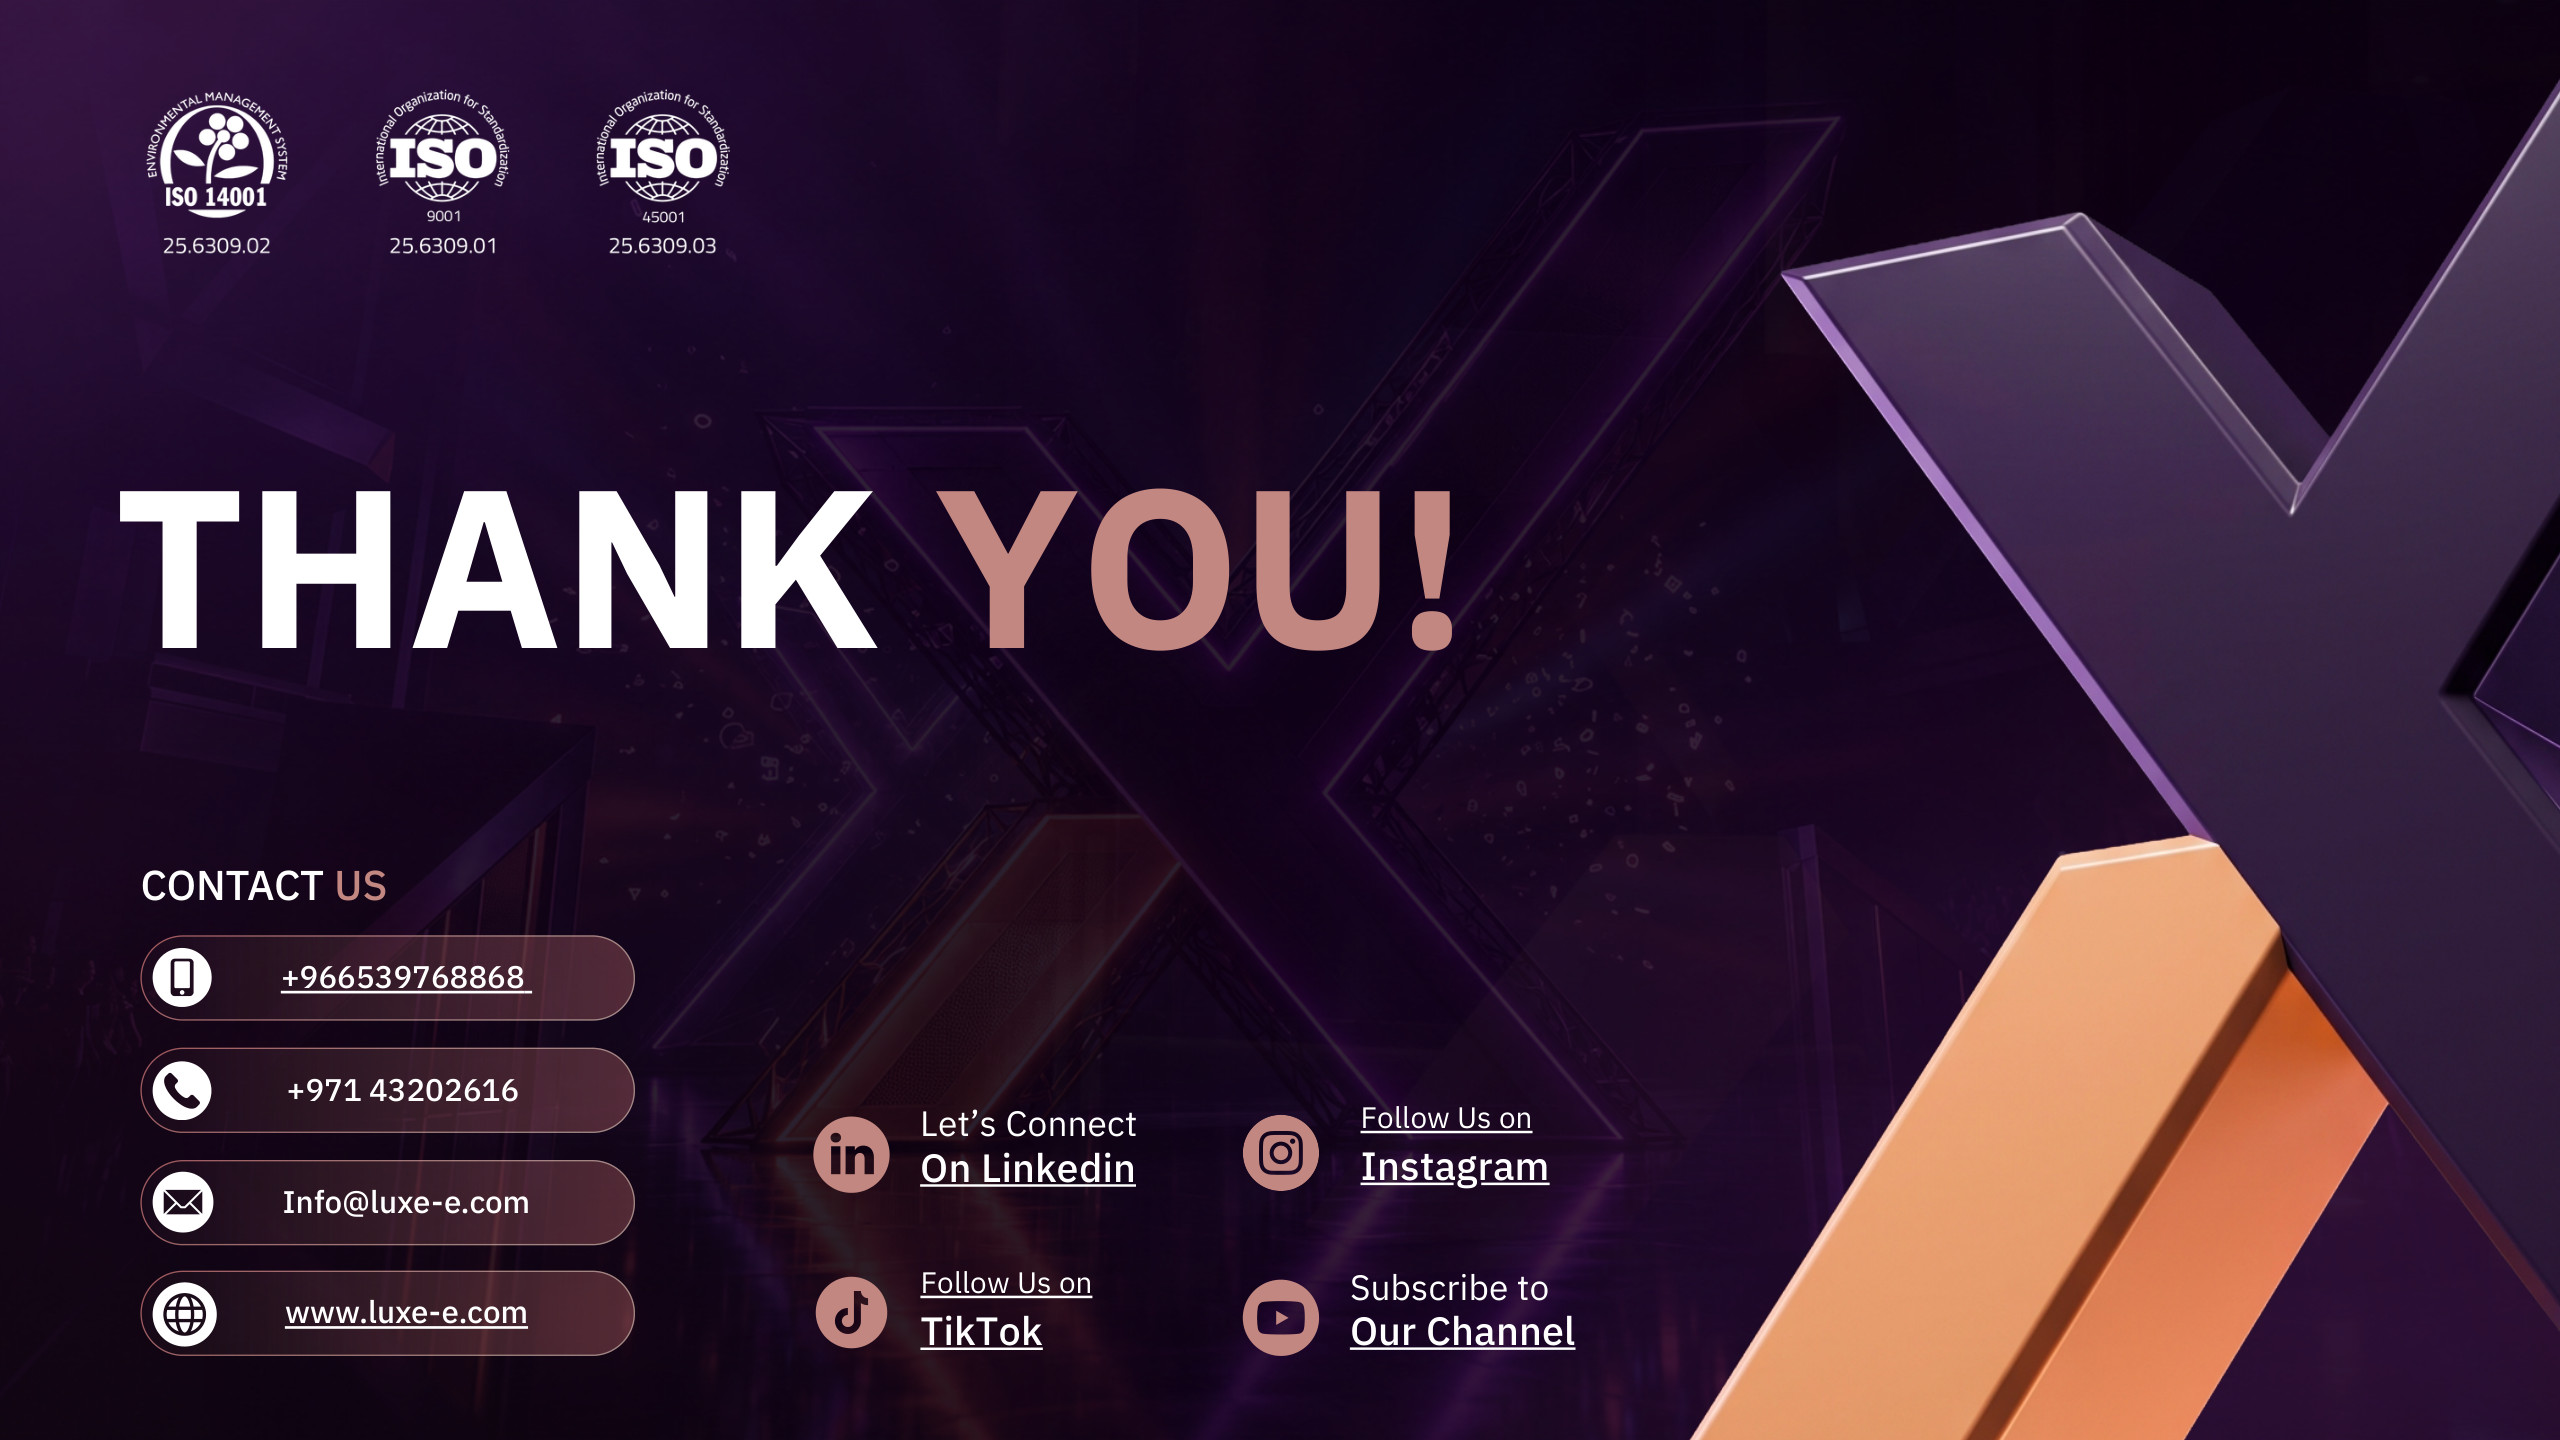 ENVIRONMENTAL MANAGEMENT SYSTEM
ISO 14001
25.6309.02
International Organization for Standardization
ISO
9001
25.6309.01
International Organization for Standardization
ISO
45001
25.6309.03
THANK YOU!
CONTACT US
+966539768868
+971 43202616
Info@luxe-e.com
www.luxe-e.com
in
Let’s Connect
On Linkedin
Follow Us on
Instagram
Follow Us on
TikTok
Subscribe to
Our Channel